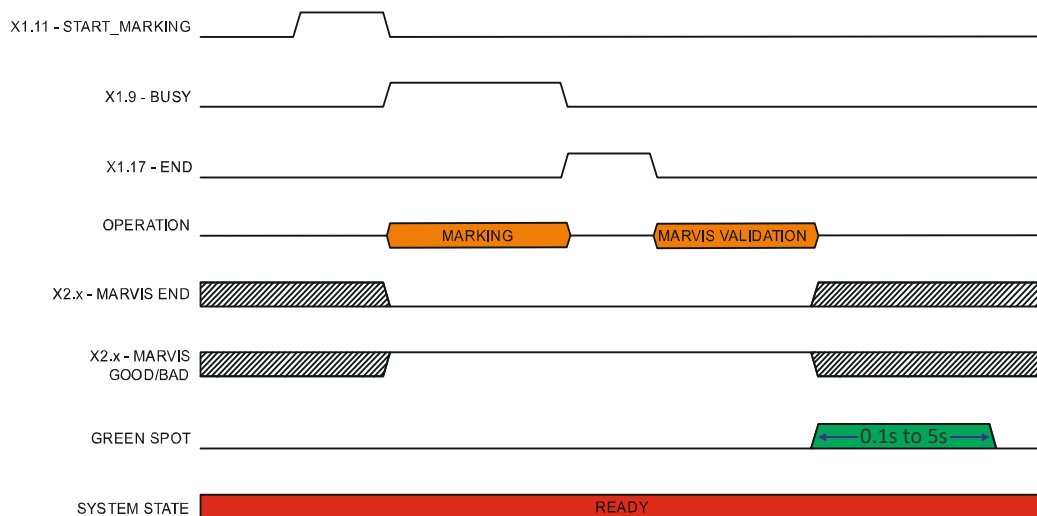 X1.11 - START_MARKING
X1.9 - BUSY
X1.17 - END
OPERATION
MARKING
MARVIS VALIDATION
X2.x - MARVIS END
X2.x - MARVIS
GOOD/BAD
GREEN SPOT
0.1s to 5s
SYSTEM STATE
READY